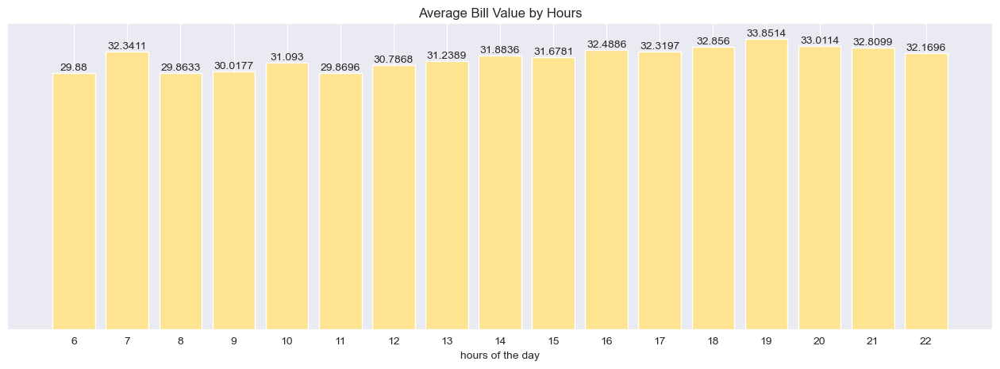 Average Bill Value by Hours
29.88 32.3411 29.8633 30.0177 31.093 29.8696 30.7868 31.2389 31.8836 31.6781 32.4886 32.3197 32.856 33.8514 33.0114 32.8099 32.1696
6 7 8 9 10 11 12 13 14 15 16 17 18 19 20 21 22
hours of the day